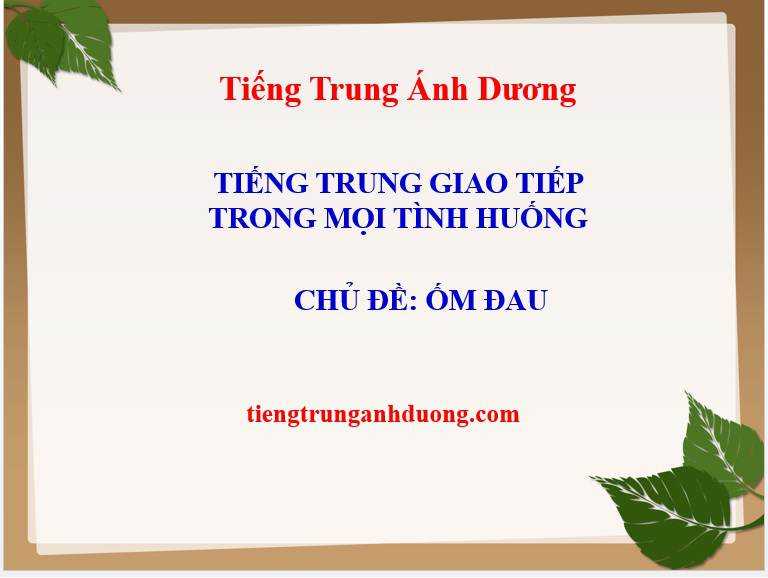 Tiếng Trung Ánh Dương
TIẾNG TRUNG GIAO TIẾP
TRONG MỌI TÌNH HUỐNG
CHỦ ĐỀ: ỐM ĐAU
tiengtrunganhduong.com